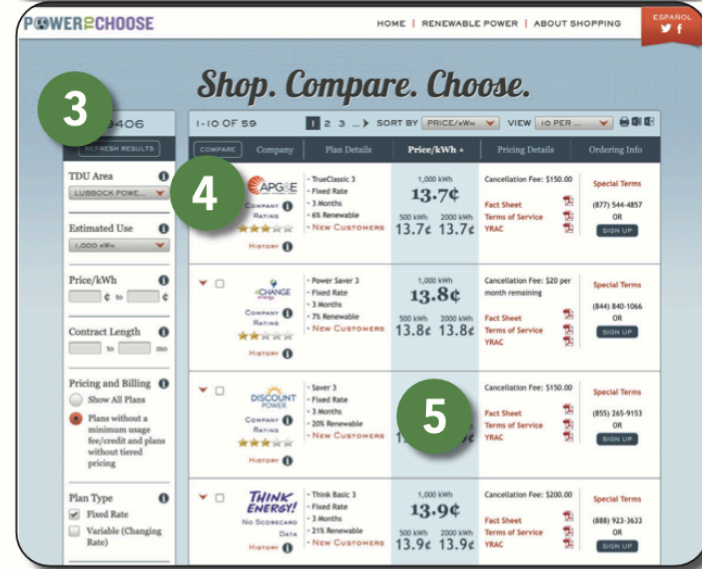 POWER TO CHOOSE
HOME | RENEWABLE POWER | ABOUT SHOPPING
ESPAÑOL
Shop. Compare. Choose.
3
9406
REFRESH RESULTS
TDU Area
LUBBOCK POWE...
Estimated Use
1,000 kWh
Price/kWh
¢ to ¢
Contract Length
to mo
Pricing and Billing
Show All Plans
Plans without a
minimum usage
fee/credit and plans
without tiered
pricing
Plan Type
Fixed Rate
Variable (Changing
Rate)
1-10 OF 59
1 2 3 ... SORT BY PRICE/kWh VIEW 10 PER ...
COMPARE Company Plan Details Price/kWh Pricing Details Ordering Info
4
APG&E
COMPANY
RATING
HISTORY
• TrueClassic 3
• Fixed Rate
• 3 Months
• 6% Renewable
• NEW CUSTOMERS
1,000 kWh
13.7¢
500 kWh 2000 kWh
13.7¢ 13.7¢
Cancellation Fee: $150.00
Fact Sheet
Terms of Service
YRAC
Special Terms
(877) 544-4857
OR
SIGN UP
4CHANGE
energy
COMPANY
RATING
HISTORY
• Power Saver 3
• Fixed Rate
• 3 Months
• 7% Renewable
• NEW CUSTOMERS
1,000 kWh
13.8¢
500 kWh 2000 kWh
13.8¢ 13.8¢
Cancellation Fee: $20 per
month remaining
Fact Sheet
Terms of Service
YRAC
Special Terms
(844) 840-1066
OR
SIGN UP
DISCOUNT
POWER
COMPANY
RATING
HISTORY
• Saver 3
• Fixed Rate
• 3 Months
• 20% Renewable
• NEW CUSTOMERS
5
Cancellation Fee: $150.00
Fact Sheet
Terms of Service
YRAC
Special Terms
(855) 265-9153
OR
SIGN UP
THINK
ENERGY!
NO SCORECARD
DATA
HISTORY
• Think Basic 3
• Fixed Rate
• 3 Months
• 21% Renewable
• NEW CUSTOMERS
1,000 kWh
13.9¢
500 kWh 2000 kWh
13.9¢ 13.9¢
Cancellation Fee: $200.00
Fact Sheet
Terms of Service
YRAC
Special Terms
(888) 923-3633
OR
SIGN UP